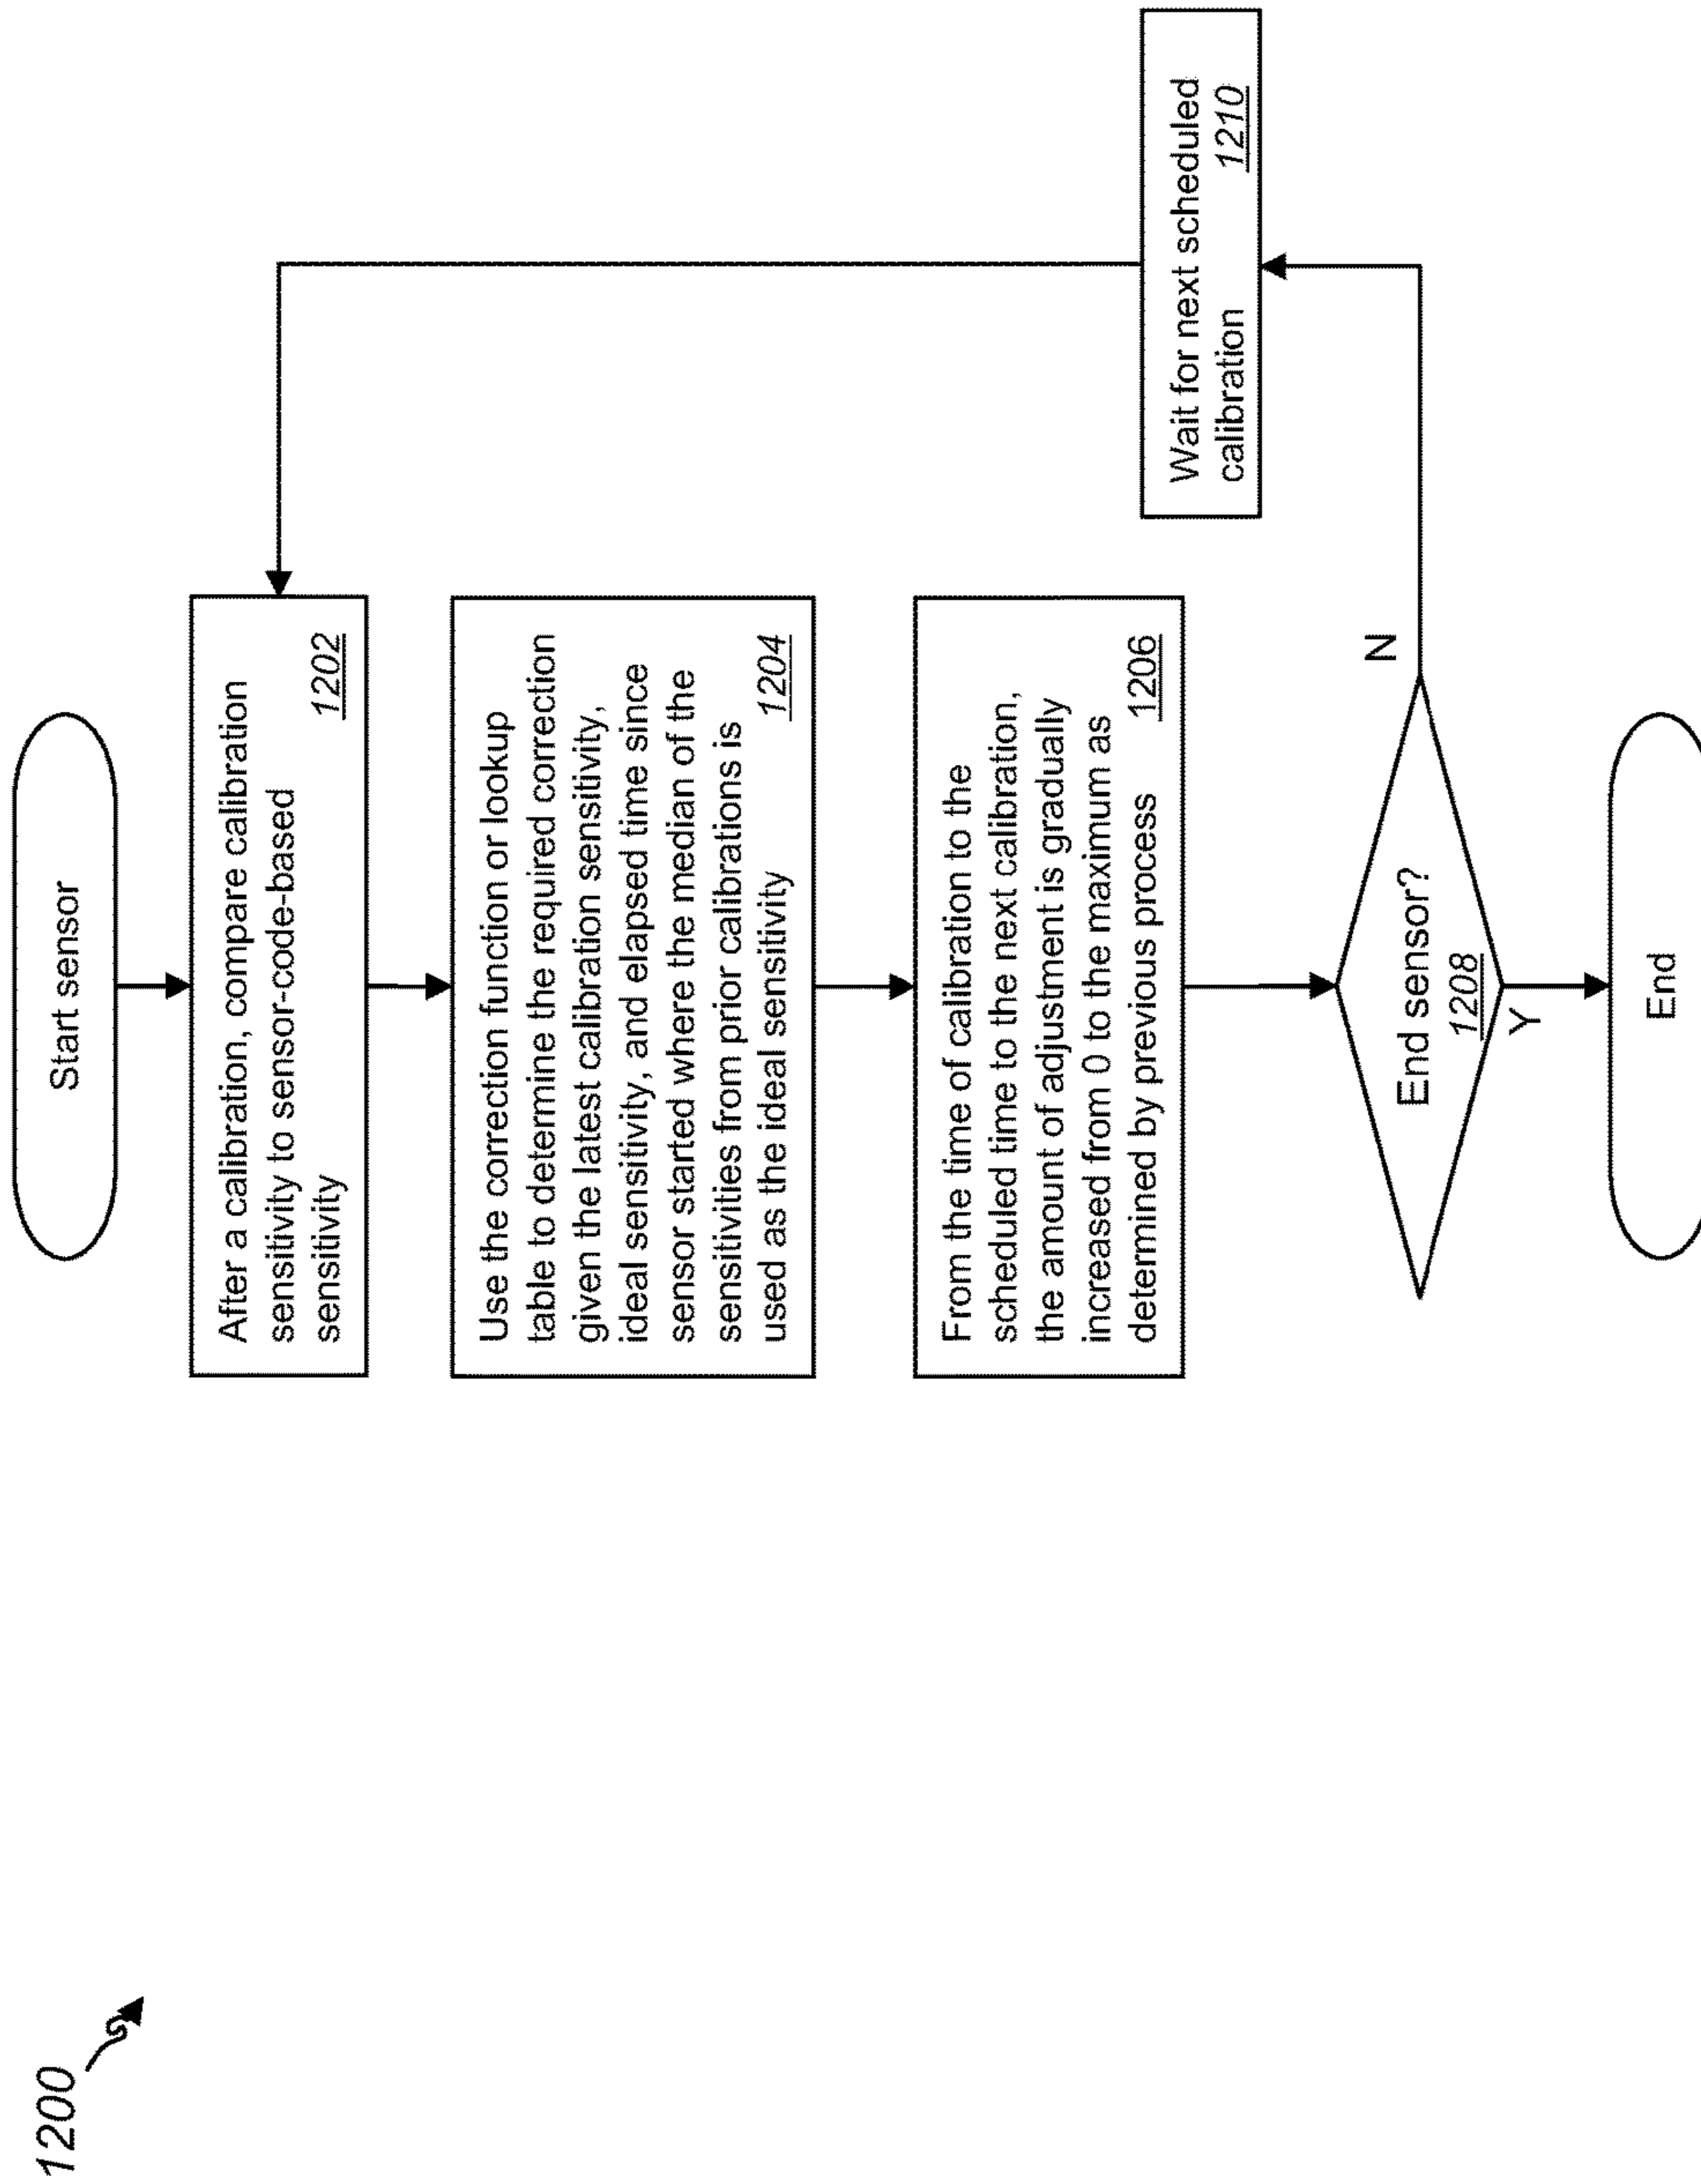 1200
Start sensor
After a calibration, compare calibration
sensitivity to sensor-code-based
sensitivity 1202
Use the correction function or lookup
table to determine the required correction
given the latest calibration sensitivity,
ideal sensitivity, and elapsed time since
sensor started where the median of the
sensitivities from prior calibrations is
used as the ideal sensitivity 1204
From the time of calibration to the
scheduled time to the next calibration,
the amount of adjustment is gradually
increased from 0 to the maximum as
determined by previous process 1206
End sensor?
1208
N
Y
Wait for next scheduled
calibration 1210
End